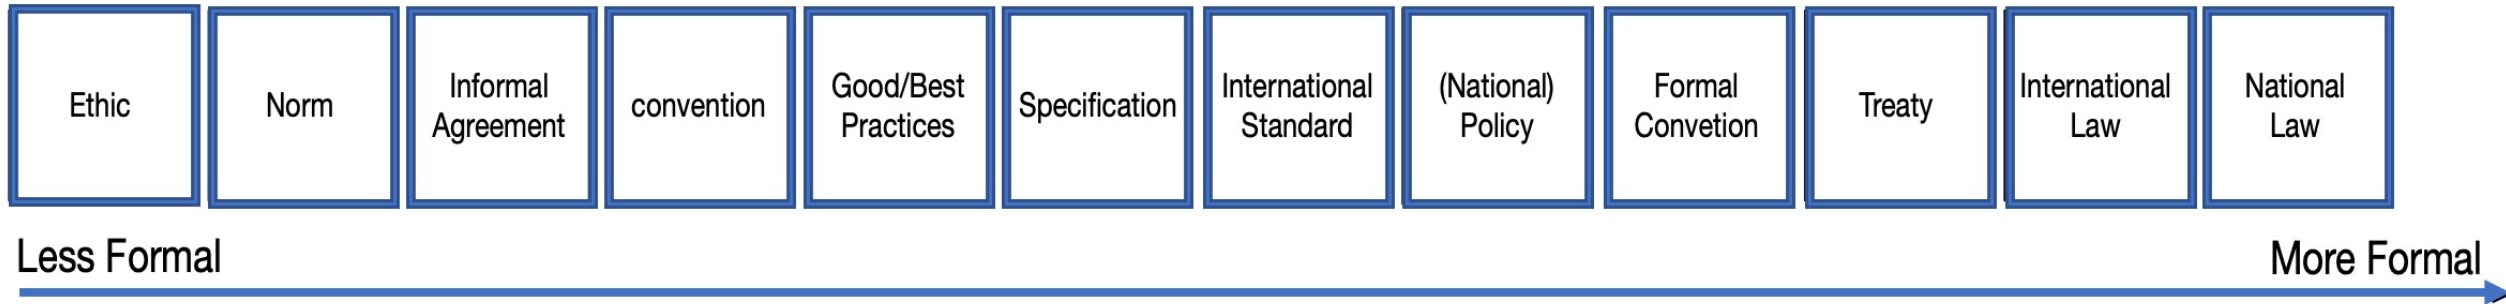 Ethic
Norm
Informal
Agreement
convention
Good/Best
Practices
Specification
International
Standard
(National)
Policy
Formal
Convetion
Treaty
International
Law
National
Law
Less Formal
More Formal